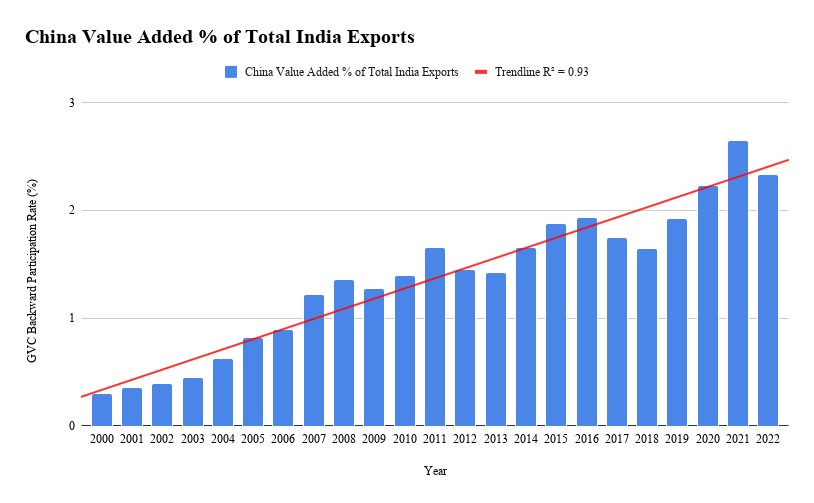 China Value Added % of Total India Exports
China Value Added % of Total India Exports Trendline R² = 0.93
GVC Backward Participation Rate (%)
3
2
1
0
2000 2001 2002 2003 2004 2005 2006 2007 2008 2009 2010 2011 2012 2013 2014 2015 2016 2017 2018 2019 2020 2021 2022
Year